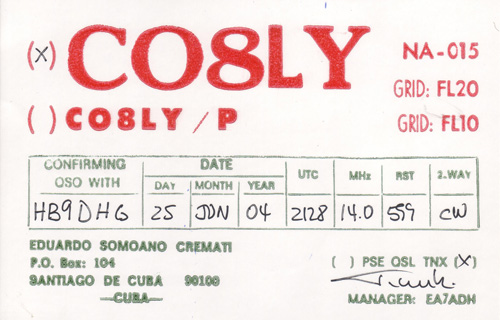 (X) CO8LY NA-015
GRID: FL20
( ) CO8LY / P GRID: FL10
CONFIRMING QSO WITH DATE UTC MHz RST 2.WAY
DAY MONTH YEAR
HB9DHG 25 JUN 04 2128 14.0 599 CW
EDUARDO SOMOANO CREMATI
P.O. Box: 104 ( ) PSE QSL TNX (X)
SANTIAGO DE CUBA 90100
CUBA MANAGER: EA7ADH